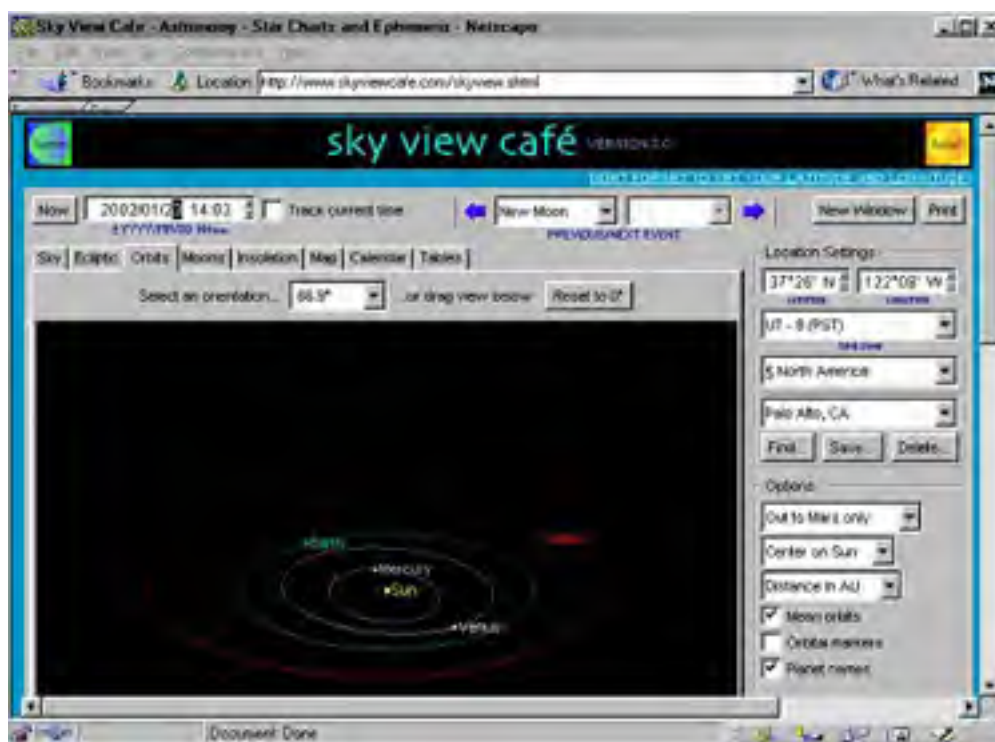 Sky View Cafe - Astronomy - Star Charts and Ephemeris - Netscape
Bookmarks Location: http://www.skyviewcafe.com/skyview.shtml What's Related
sky view café VERSION
Now 14:03 Track current time New Moon New Window Print
PREVIOUS/NEXT EVENT
Sky Ecliptic Orbits Moons Insolation Map Calendar Tables
Location Settings
Select an orientation... 66.9° ...or drag view below Reset to 0°
37°26' N 122°09' W
UT - 8 (PST)
North America
Palo Alto, CA
Find... Save... Delete...
Options
Out to Mars only
Center on Sun
Distance in AU
Mean orbits
Orbital markers
Planet names
Earth
Mercury
Sun
Venus
Document: Done